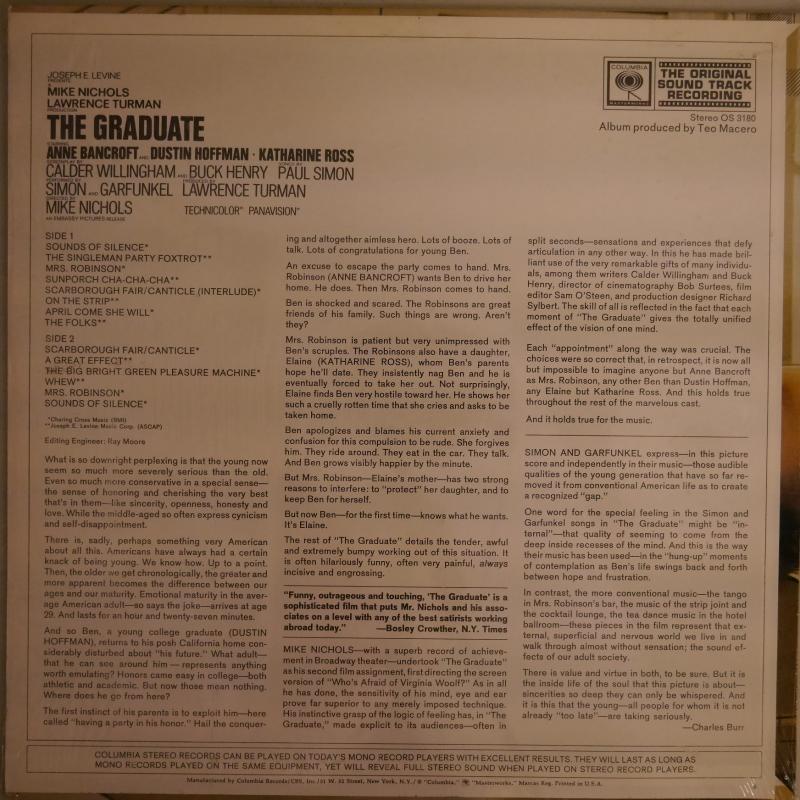 JOSEPH E. LEVINE
PRESENTS
A
MIKE NICHOLS
LAWRENCE TURMAN
PRODUCTION
THE GRADUATE
STARRING
ANNE BANCROFT AND DUSTIN HOFFMAN · KATHARINE ROSS
SCREENPLAY BY
SONGS BY
CALDER WILLINGHAM AND BUCK HENRY PAUL SIMON
PERFORMED BY
PRODUCED BY
SIMON AND GARFUNKEL LAWRENCE TURMAN
DIRECTED BY
MIKE NICHOLS TECHNICOLOR® PANAVISION®
AN EMBASSY PICTURES RELEASE
COLUMBIA
MASTERWORKS
THE ORIGINAL
SOUND TRACK
RECORDING
Stereo OS 3180
Album produced by Teo Macero
SIDE 1
SOUNDS OF SILENCE*
THE SINGLEMAN PARTY FOXTROT**
MRS. ROBINSON*
SUNPORCH CHA-CHA-CHA**
SCARBOROUGH FAIR/CANTICLE (INTERLUDE)*
ON THE STRIP**
APRIL COME SHE WILL*
THE FOLKS**
SIDE 2
SCARBOROUGH FAIR/CANTICLE*
A GREAT EFFECT**
THE BIG BRIGHT GREEN PLEASURE MACHINE*
WHEW**
MRS. ROBINSON*
SOUNDS OF SILENCE*
*Charing Cross Music (BMI)
**Joseph E. Levine Music Corp. (ASCAP)
Editing Engineer: Ray Moore
What is so downright perplexing is that the young now
seem so much more severely serious than the old.
Even so much more conservative in a special sense—
the sense of honoring and cherishing the very best
that's in them—like sincerity, openness, honesty and
love. While the middle-aged so often express cynicism
and self-disappointment.
There is, sadly, perhaps something very American
about all this. Americans have always had a certain
knack of being young. We know how. Up to a point.
Then, the older we get chronologically, the greater and
more apparent becomes the difference between our
ages and our maturity. Emotional maturity in the aver-
age American adult—so says the joke—arrives at age
29. And lasts for an hour and twenty-seven minutes.
And so Ben, a young college graduate (DUSTIN
HOFFMAN), returns to his posh California home con-
siderably disturbed about "his future." What adult—
that he can see around him—represents anything
worth emulating? Honors came easy in college—both
athletic and academic. But now those mean nothing.
Where does he go from here?
The first instinct of his parents is to exploit him—here
called "having a party in his honor." Hail the conquer-
ing and altogether aimless hero. Lots of booze. Lots of
talk. Lots of congratulations for young Ben.
An excuse to escape the party comes to hand. Mrs.
Robinson (ANNE BANCROFT) wants Ben to drive her
home. He does. Then Mrs. Robinson comes to hand.
Ben is shocked and scared. The Robinsons are great
friends of his family. Such things are wrong. Aren't
they?
Mrs. Robinson is patient but very unimpressed with
Ben's scruples. The Robinsons also have a daughter,
Elaine (KATHARINE ROSS), whom Ben's parents
hope he'll date. They insistently nag Ben and he is
eventually forced to take her out. Not surprisingly,
Elaine finds Ben very hostile toward her. He shows her
such a cruelly rotten time that she cries and asks to be
taken home.
Ben apologizes and blames his current anxiety and
confusion for this compulsion to be rude. She forgives
him. They ride around. They eat in the car. They talk.
And Ben grows visibly happier by the minute.
But Mrs. Robinson—Elaine's mother—has two strong
reasons to interfere: to "protect" her daughter, and to
keep Ben for herself.
But now Ben—for the first time—knows what he wants.
It's Elaine.
The rest of "The Graduate" details the tender, awful
and extremely bumpy working out of this situation. It
is often hilariously funny, often very painful, always
incisive and engrossing.
"Funny, outrageous and touching, 'The Graduate' is a
sophisticated film that puts Mr. Nichols and his asso-
ciates on a level with any of the best satirists working
abroad today." —Bosley Crowther, N.Y. Times
MIKE NICHOLS—with a superb record of achieve-
ment in Broadway theater—undertook "The Graduate"
as his second film assignment, first directing the screen
version of "Who's Afraid of Virginia Woolf?" As in all
he has done, the sensitivity of his mind, eye and ear
prove far superior to any merely imposed technique.
His instinctive grasp of the logic of feeling has, in "The
Graduate," made explicit to its audiences—often in
split seconds—sensations and experiences that defy
articulation in any other way. In this he has made bril-
liant use of the very remarkable gifts of many individu-
als, among them writers Calder Willingham and Buck
Henry, director of cinematography Bob Surtees, film
editor Sam O'Steen, and production designer Richard
Sylbert. The skill of all is reflected in the fact that each
moment of "The Graduate" gives the totally unified
effect of the vision of one mind.
Each "appointment" along the way was crucial. The
choices were so correct that, in retrospect, it is now all
but impossible to imagine anyone but Anne Bancroft
as Mrs. Robinson, any other Ben than Dustin Hoffman,
any Elaine but Katharine Ross. And this holds true
throughout the rest of the marvelous cast.
And it holds true for the music.
SIMON AND GARFUNKEL express—in this picture
score and independently in their music—those audible
qualities of the young generation that have so far re-
moved it from conventional American life as to create
a recognized "gap."
One word for the special feeling in the Simon and
Garfunkel songs in "The Graduate" might be "in-
ternal"—that quality of seeming to come from the
deep inside recesses of the mind. And this is the way
their music has been used—in the "hung-up" moments
of contemplation as Ben's life swings back and forth
between hope and frustration.
In contrast, the more conventional music—the tango
in Mrs. Robinson's bar, the music of the strip joint and
the cocktail lounge, the tea dance music in the hotel
ballroom—these pieces in the film represent that ex-
ternal, superficial and nervous world we live in and
walk through almost without sensation; the sound ef-
fects of our adult society.
There is value and virtue in both, to be sure. But it is
the inside life of the soul that this picture is about—
sincerities so deep they can only be whispered. And
it is this that the young—all people for whom it is not
already "too late"—are taking seriously.
—Charles Burr
COLUMBIA STEREO RECORDS CAN BE PLAYED ON TODAY'S MONO RECORD PLAYERS WITH EXCELLENT RESULTS. THEY WILL LAST AS LONG AS
MONO RECORDS PLAYED ON THE SAME EQUIPMENT, YET WILL REVEAL FULL STEREO SOUND WHEN PLAYED ON STEREO RECORD PLAYERS.
Manufactured by Columbia Records/CBS, Inc./51 W. 52 Street, New York, N.Y./® "Columbia," "Masterworks," Marcas Reg. Printed in U.S.A.